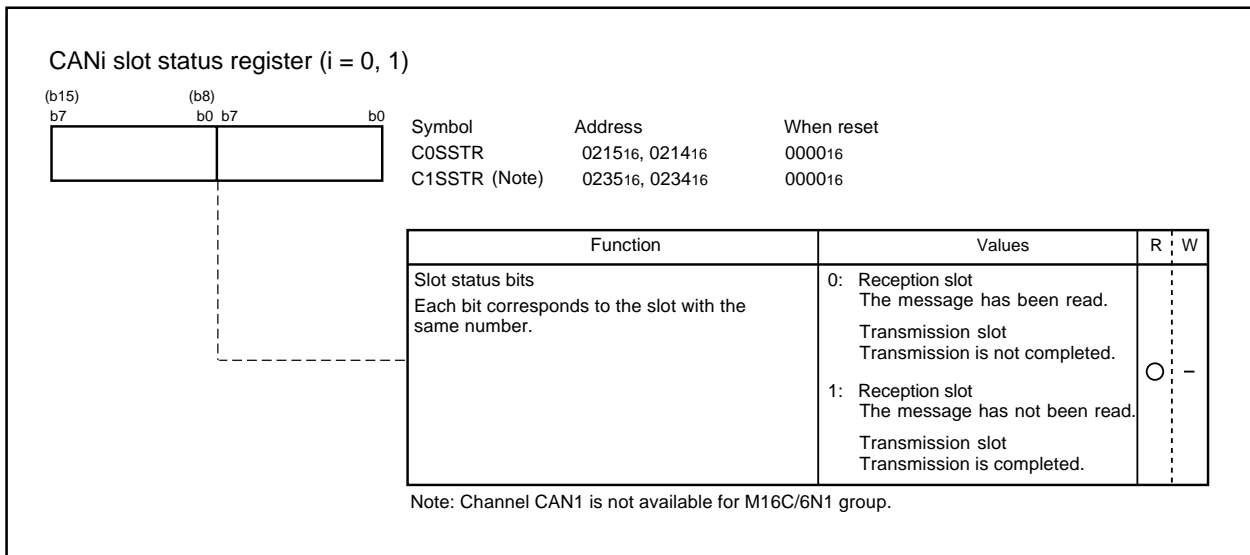 CANi slot status register (i = 0, 1)
(b15) (b8)
b7 b0 b7 b0
Symbol Address When reset
C0SSTR 021516, 021416 000016
C1SSTR (Note) 023516, 023416 000016
Function Values R W
Slot status bits
Each bit corresponds to the slot with the
same number.
0: Reception slot
The message has been read.
Transmission slot
Transmission is not completed.
1: Reception slot
The message has not been read.
Transmission slot
Transmission is completed.
○ –
Note: Channel CAN1 is not available for M16C/6N1 group.